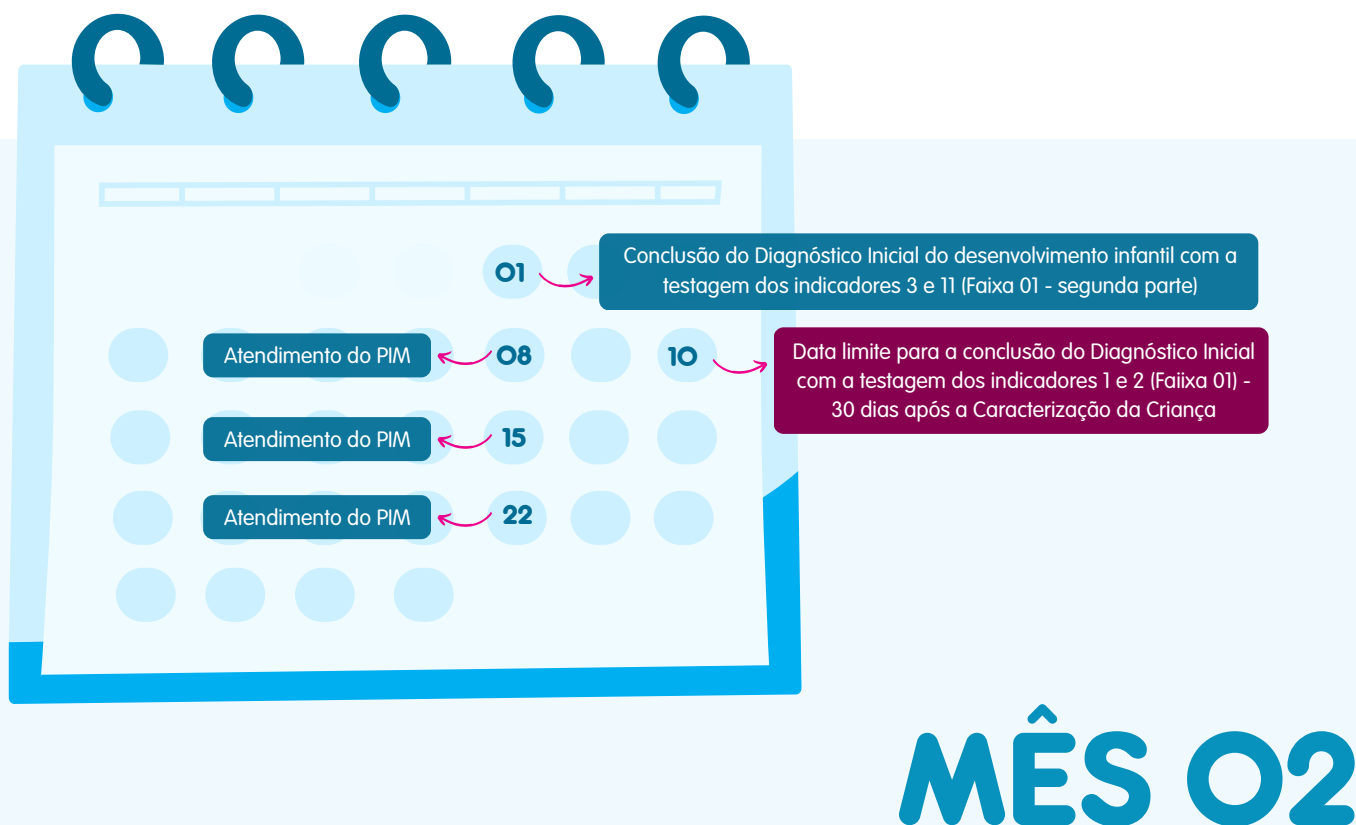 01
Conclusão do Diagnóstico Inicial do desenvolvimento infantil com a
testagem dos indicadores 3 e 11 (Faixa 01 - segunda parte)
Atendimento do PIM
08
10
Data limite para a conclusão do Diagnóstico Inicial
com a testagem dos indicadores 1 e 2 (Faiixa 01) -
30 dias após a Caracterização da Criança
Atendimento do PIM
15
Atendimento do PIM
22
MÊS 02